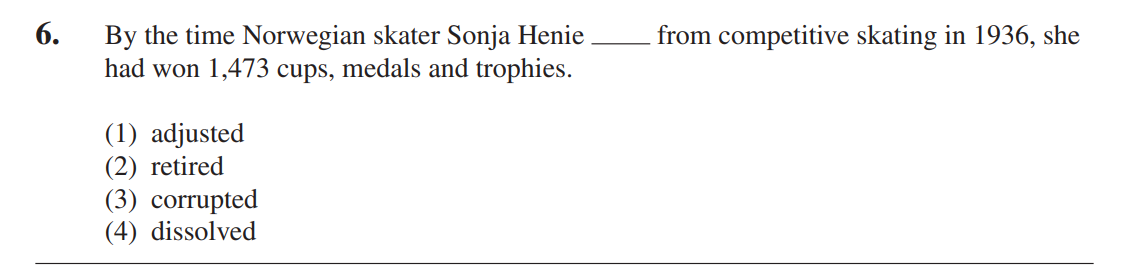 6. By the time Norwegian skater Sonja Henie ____ from competitive skating in 1936, she
had won 1,473 cups, medals and trophies.
(1) adjusted
(2) retired
(3) corrupted
(4) dissolved